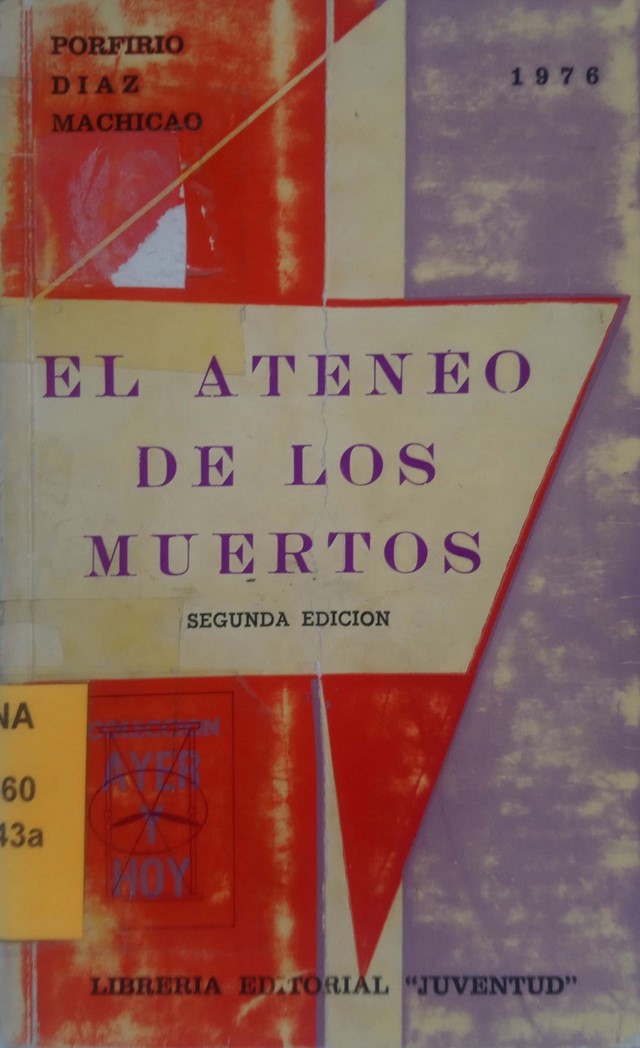 PORFIRIO
DIAZ
MACHICAO
1976
EL ATENEO
DE LOS
MUERTOS
SEGUNDA EDICION
NA
60
43a
COLECCION
AYER
Y
HOY
LIBRERIA EDITORIAL "JUVENTUD"